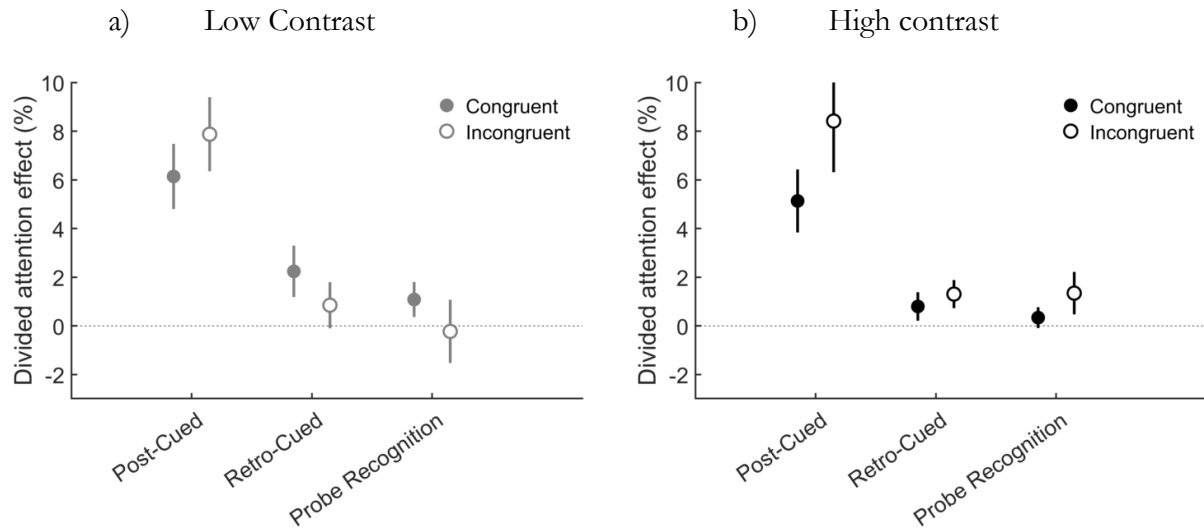 a) Low Contrast
Divided attention effect (%)
10
8
6
4
2
0
-2
Congruent
Incongruent
Post-Cued
Retro-Cued
Probe Recognition
b) High contrast
Divided attention effect (%)
10
8
6
4
2
0
-2
Congruent
Incongruent
Post-Cued
Retro-Cued
Probe Recognition